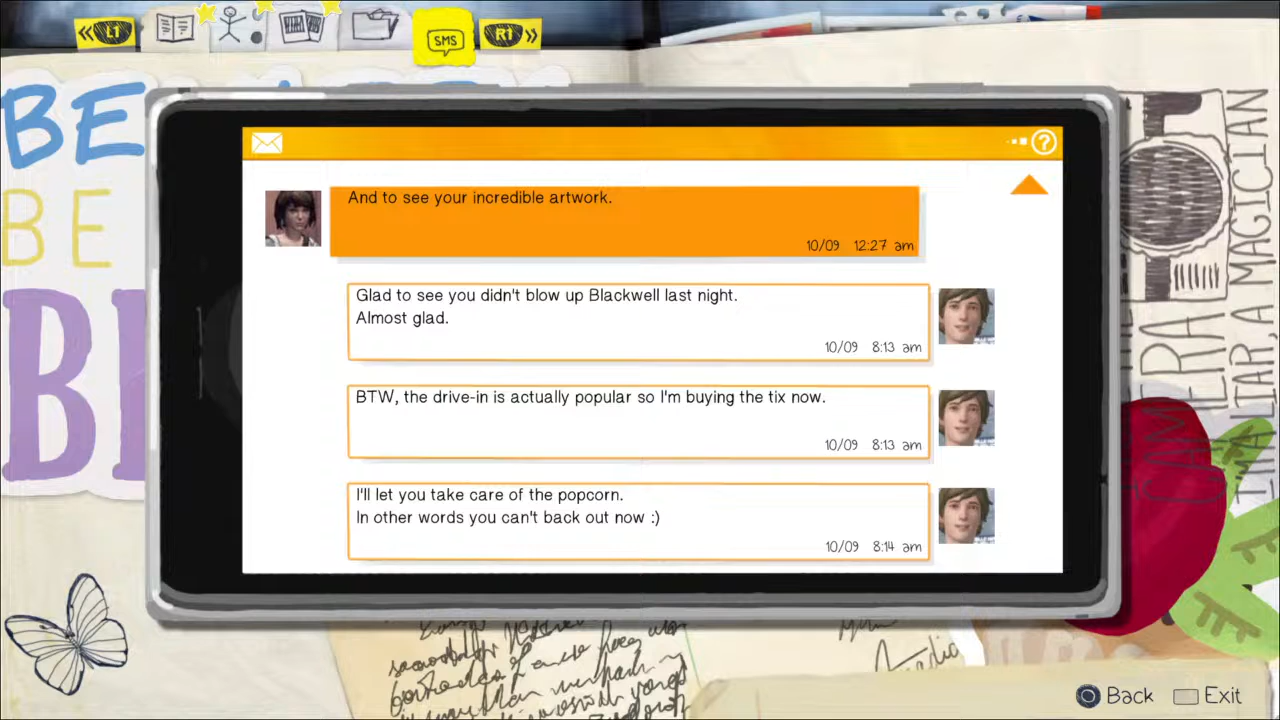 L1
SMS
R1
And to see your incredible artwork.
10/09 12:27 am
Glad to see you didn't blow up Blackwell last night.
Almost glad.
10/09 8:13 am
BTW, the drive-in is actually popular so I'm buying the tix now.
10/09 8:13 am
I'll let you take care of the popcorn.
In other words you can't back out now :)
10/09 8:14 am
BE
BE
CAMERA
I'M A LIAR, A MAGICIAN
Back
Exit